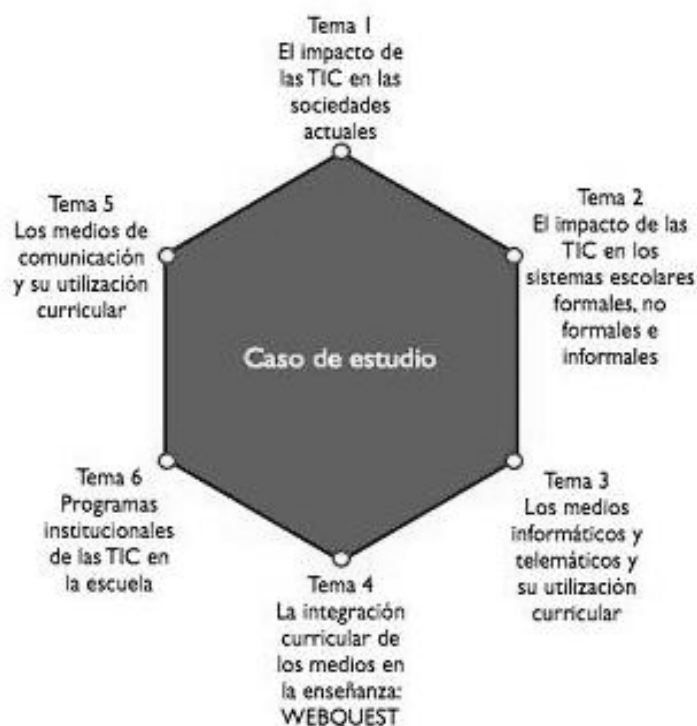 Tema 1
El impacto de
las TIC en las
sociedades
actuales
Tema 2
El impacto de las
TIC en los
sistemas escolares
formales, no
formales e
informales
Tema 5
Los medios de
comunicación
y su utilización
curricular
Caso de estudio
Tema 6
Programas
institucionales
de las TIC en
la escuela
Tema 3
Los medios
informáticos y
telemáticos y
su utilización
curricular
Tema 4
La integración
curricular de
los medios en
la enseñanza:
WEBQUEST